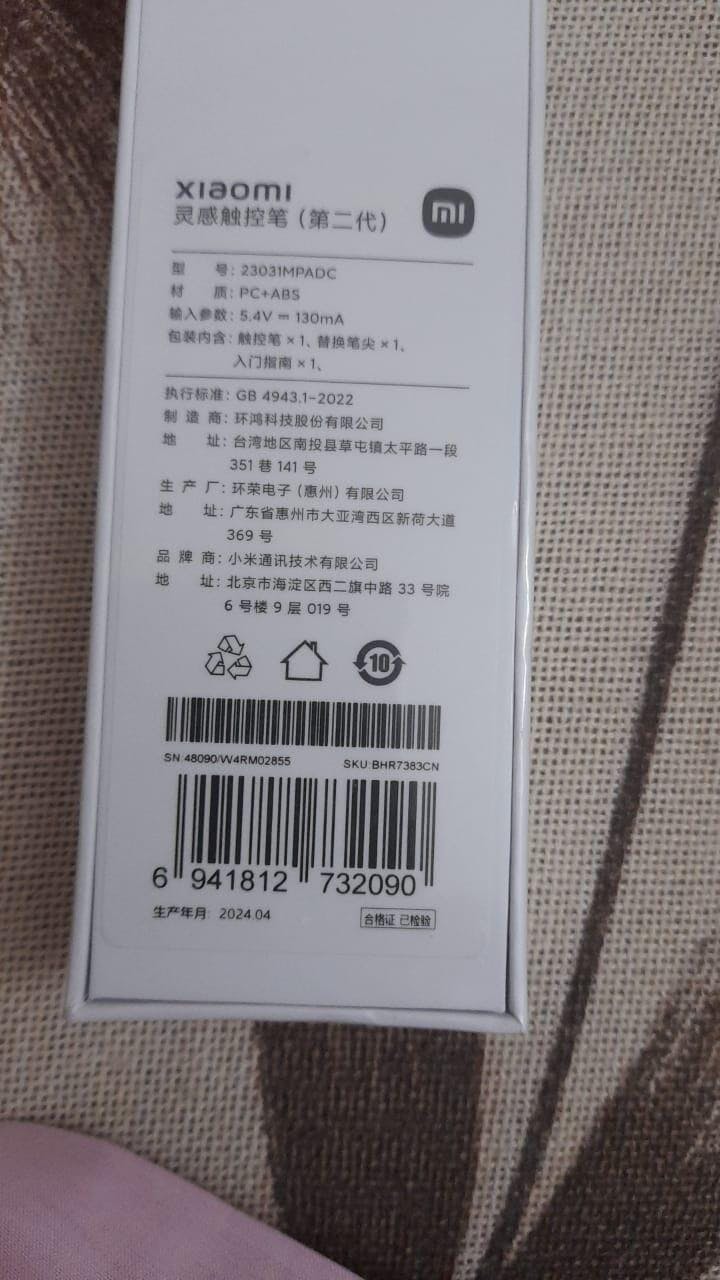 xiaomi
灵感触控笔（第二代）
mi
型 号：23031MPADC
材 质：PC+ABS
输入参数：5.4V ⎓ 130mA
包装内含：触控笔×1、替换笔尖×1、
入门指南×1、
执行标准：GB 4943.1-2022
制 造 商：环鸿科技股份有限公司
地 址：台湾地区南投县草屯镇太平路一段
351 巷 141 号
生 产 厂：环荣电子（惠州）有限公司
地 址：广东省惠州市大亚湾西区新荷大道
369 号
品 牌 商：小米通讯技术有限公司
地 址：北京市海淀区西二旗中路 33 号院
6 号楼 9 层 019 号
10
SN:48090/W4RM02855 SKU:BHR7383CN
6 941812 732090
生产年月：2024.04 合格证 已检验